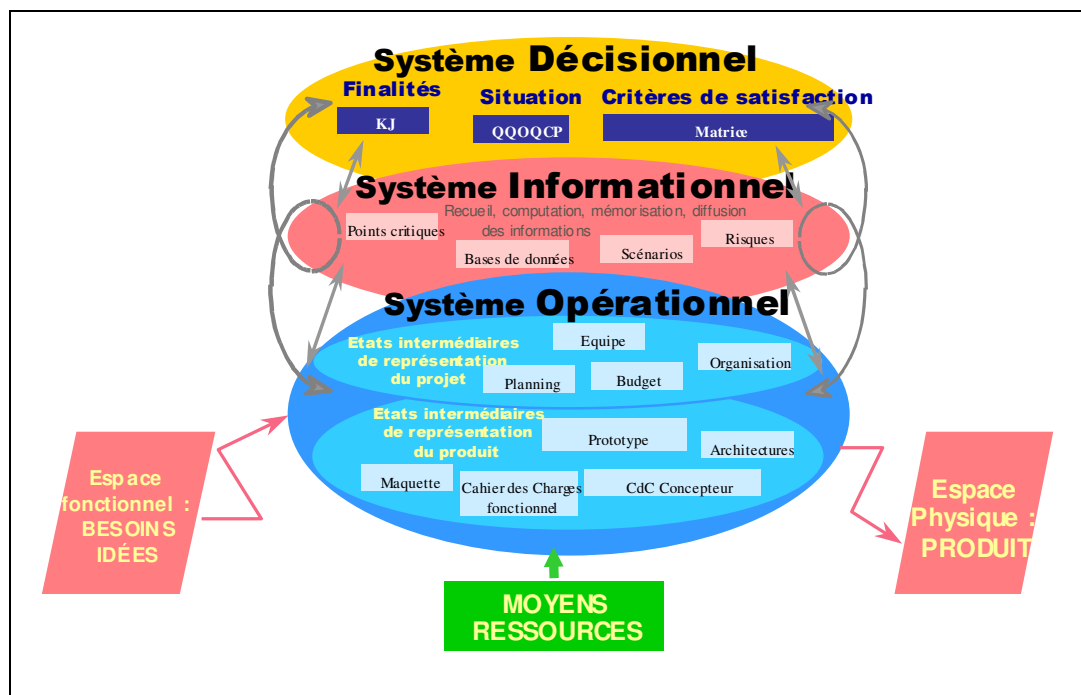 Système Décisionnel
Finalités
Situation
Critères de satisfaction
KJ
QQOQCP
Matrice
Système Informationnel
Recueil, computation, mémorisation, diffusion
des informations
Points critiques
Bases de données
Scénarios
Risques
Système Opérationnel
Etats intermédiaires
de représentation
du projet
Equipe
Organisation
Planning
Budget
Etats intermédiaires
de représentation
du produit
Prototype
Architectures
Maquette
Cahier des Charges
fonctionnel
CdC Concepteur
Espace
fonctionnel :
BESOINS
IDÉES
Espace
Physique :
PRODUIT
MOYENS
RESSOURCES